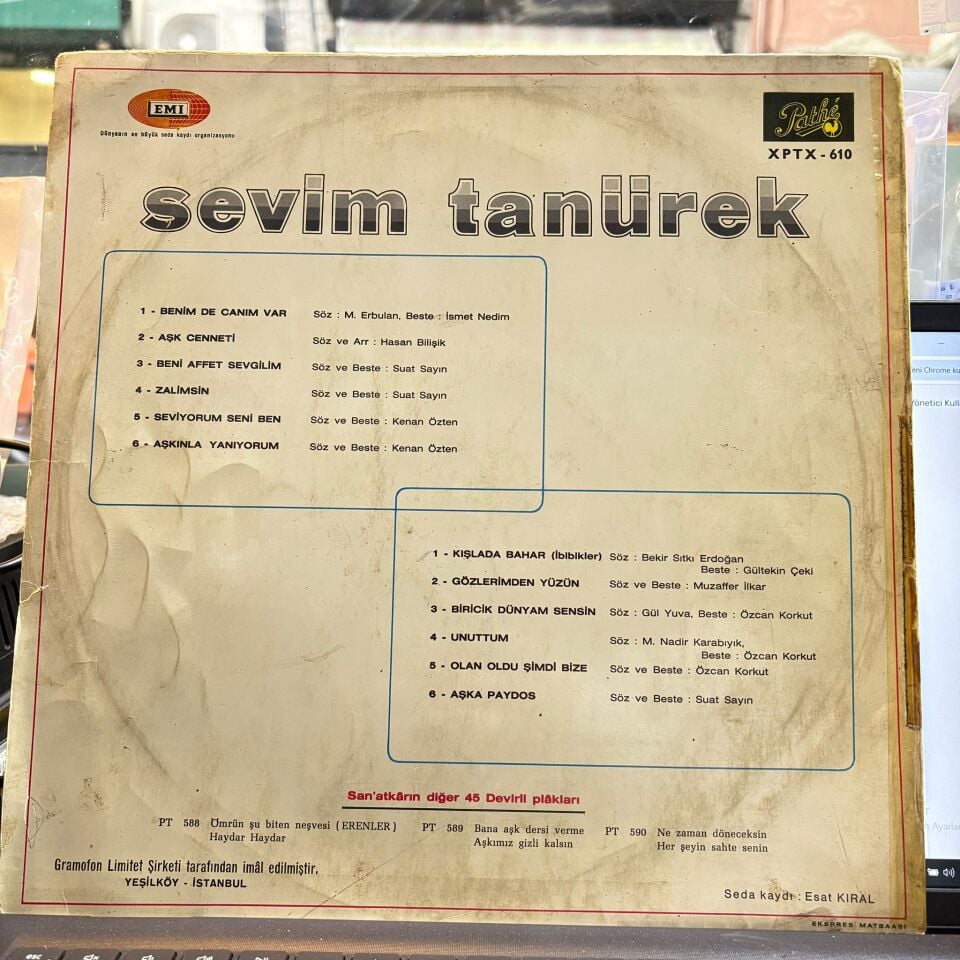 EMI
Dünyanın en büyük seda kaydı organizasyonu
Pathé
XPTX - 610
sevim tanürek
1 - BENİM DE CANIM VAR Söz : M. Erbulan, Beste : İsmet Nedim
2 - AŞK CENNETİ Söz ve Arr : Hasan Bilişik
3 - BENİ AFFET SEVGİLİM Söz ve Beste : Suat Sayın
4 - ZALİMSİN Söz ve Beste : Suat Sayın
5 - SEVİYORUM SENİ BEN Söz ve Beste : Kenan Özten
6 - AŞKINLA YANIYORUM Söz ve Beste : Kenan Özten
1 - KIŞLADA BAHAR (İbibikler) Söz : Bekir Sıtkı Erdoğan
Beste : Gültekin Çeki
2 - GÖZLERİMDEN YÜZÜN Söz ve Beste : Muzaffer İlkar
3 - BİRİCİK DÜNYAM SENSİN Söz : Gül Yuva, Beste : Özcan Korkut
4 - UNUTTUM Söz : M. Nadir Karabıyık,
Beste : Özcan Korkut
5 - OLAN OLDU ŞİMDİ BİZE Söz ve Beste : Özcan Korkut
6 - AŞKA PAYDOS Söz ve Beste : Suat Sayın
San'atkârın diğer 45 Devirli plâkları
PT 588 Ömrün şu biten neşvesi (ERENLER) PT 589 Bana aşk dersi verme PT 590 Ne zaman döneceksin
Haydar Haydar Aşkımız gizli kalsın Her şeyin sahte senin
Gramofon Limitet Şirketi tarafından imâl edilmiştir.
YEŞİLKÖY - İSTANBUL
Seda kaydı : Esat KIRAL
EKSPRES MATBAASI
eni Chrome ku
Yönetici Kull
Ayarla
esc